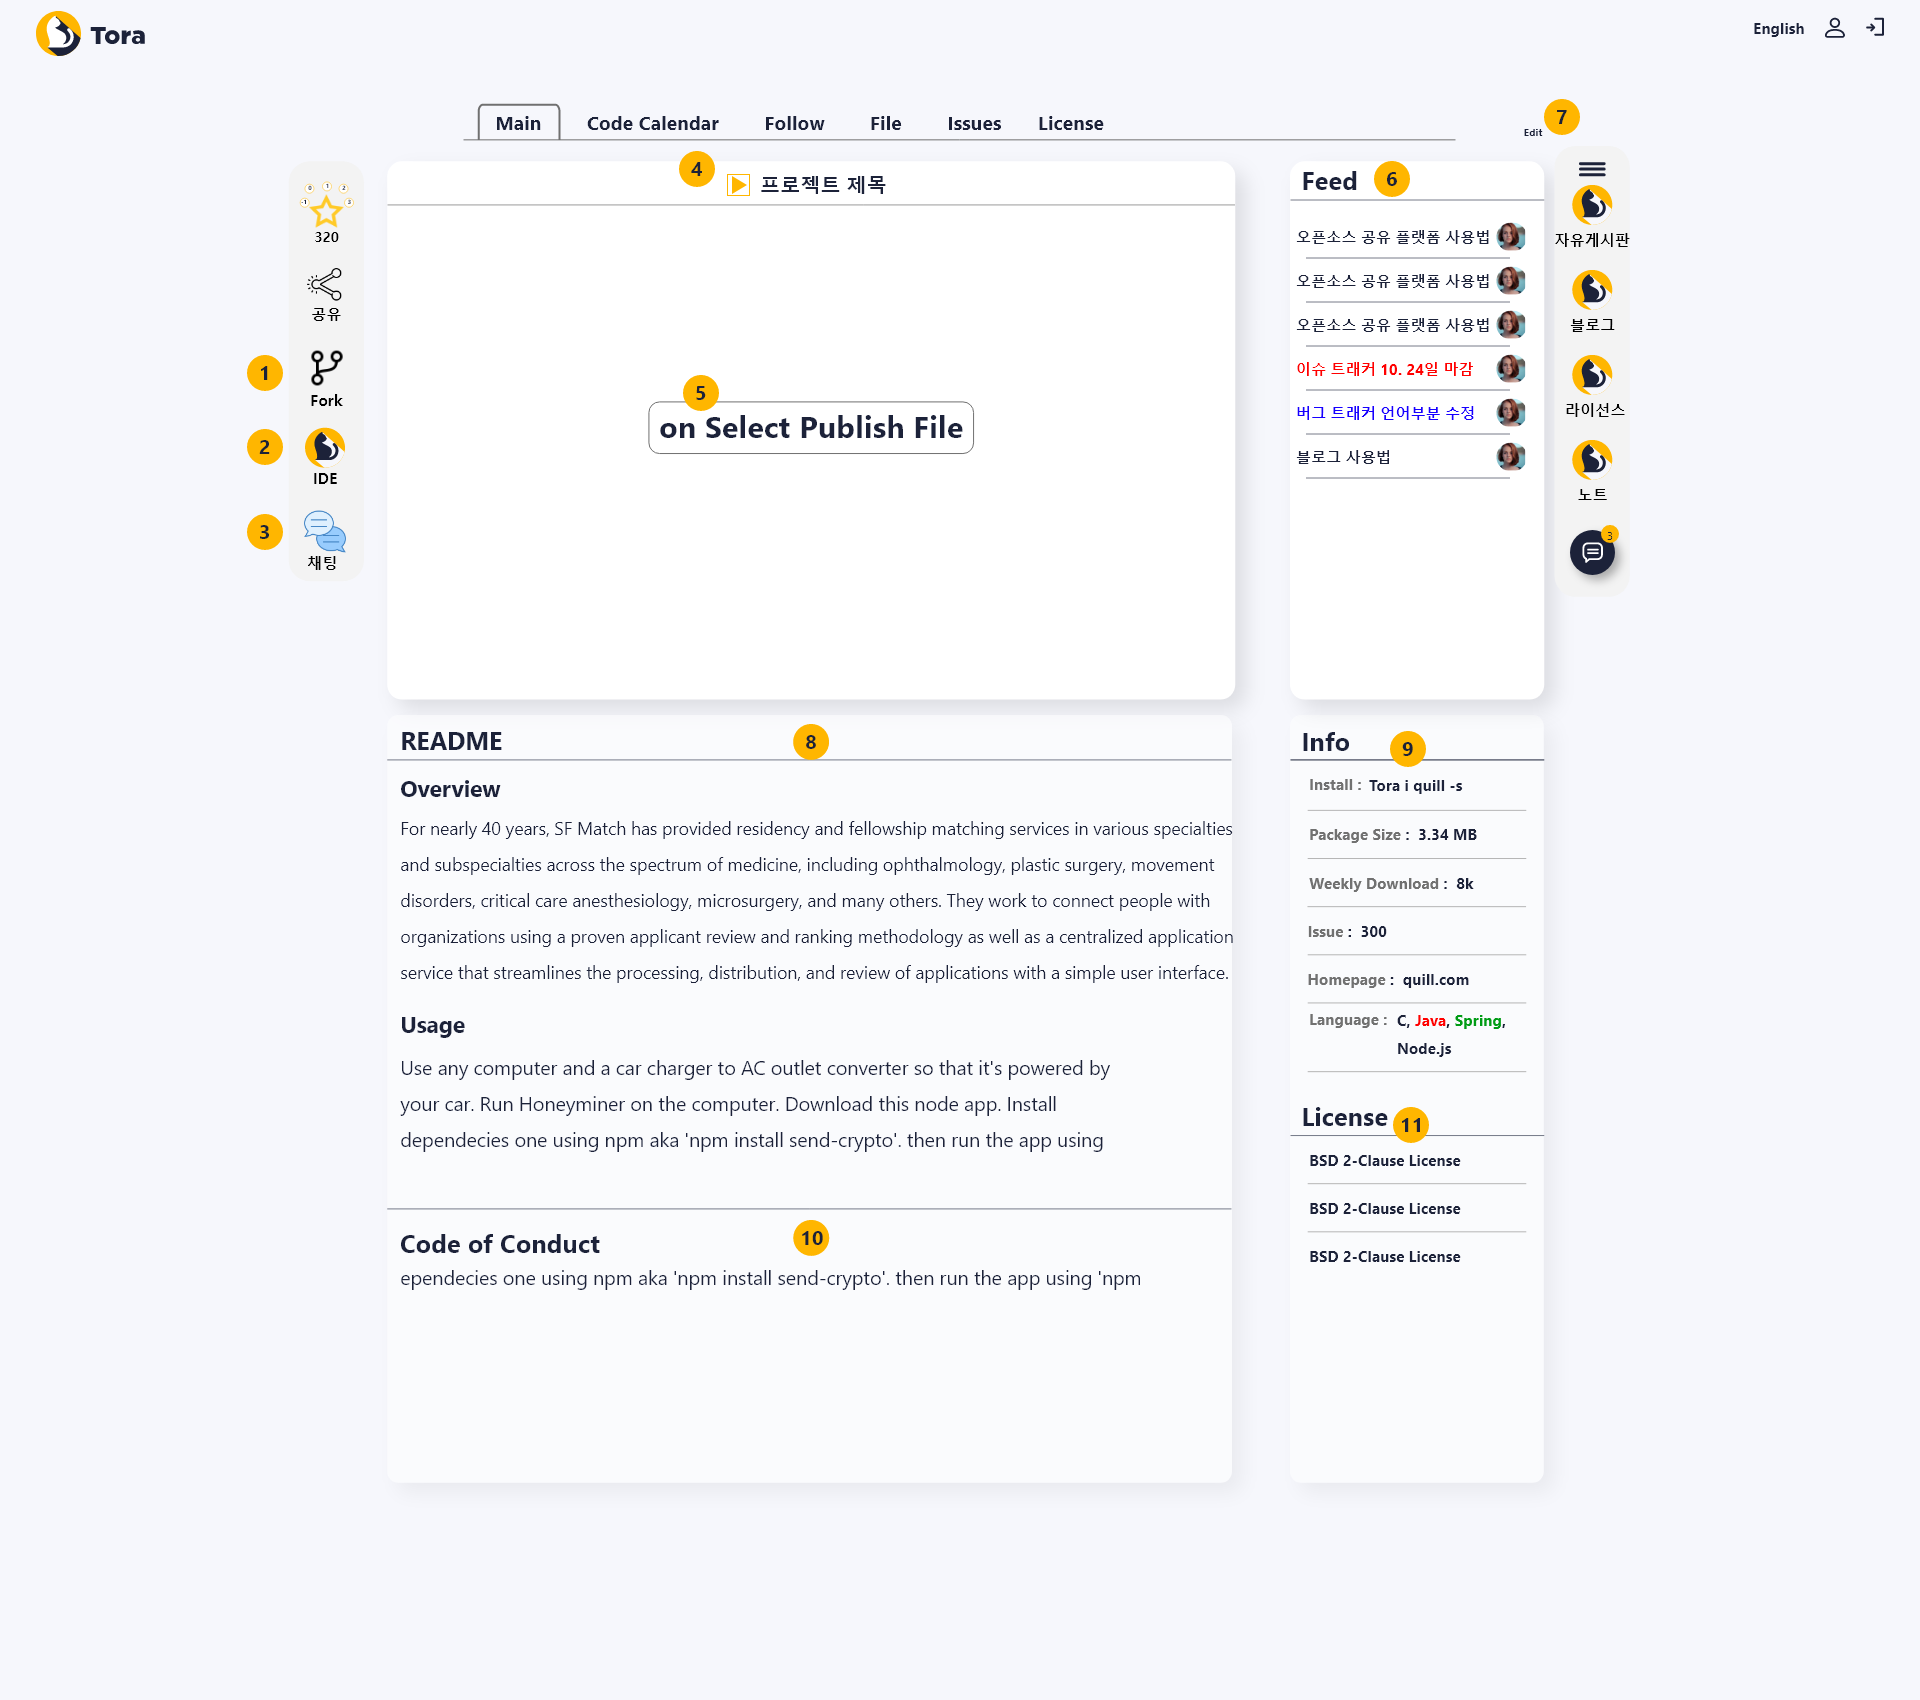 Tora
English
Main Code Calendar Follow File Issues License
Edit
7
-1 0 1 2 3
320
공유
1
Fork
2
IDE
3
채팅
4
프로젝트 제목
5
on Select Publish File
Feed
6
오픈소스 공유 플랫폼 사용법
오픈소스 공유 플랫폼 사용법
오픈소스 공유 플랫폼 사용법
이슈 트래커 10. 24일 마감
버그 트래커 언어부분 수정
블로그 사용법
자유게시판
블로그
라이선스
노트
3
README
8
Overview
For nearly 40 years, SF Match has provided residency and fellowship matching services in various specialties
and subspecialties across the spectrum of medicine, including ophthalmology, plastic surgery, movement
disorders, critical care anesthesiology, microsurgery, and many others. They work to connect people with
organizations using a proven applicant review and ranking methodology as well as a centralized application
service that streamlines the processing, distribution, and review of applications with a simple user interface.
Usage
Use any computer and a car charger to AC outlet converter so that it's powered by
your car. Run Honeyminer on the computer. Download this node app. Install
dependecies one using npm aka 'npm install send-crypto'. then run the app using
Code of Conduct
10
ependecies one using npm aka 'npm install send-crypto'. then run the app using 'npm
Info
9
Install : Tora i quill -s
Package Size : 3.34 MB
Weekly Download : 8k
Issue : 300
Homepage : quill.com
Language : C, Java, Spring,
Node.js
License
11
BSD 2-Clause License
BSD 2-Clause License
BSD 2-Clause License